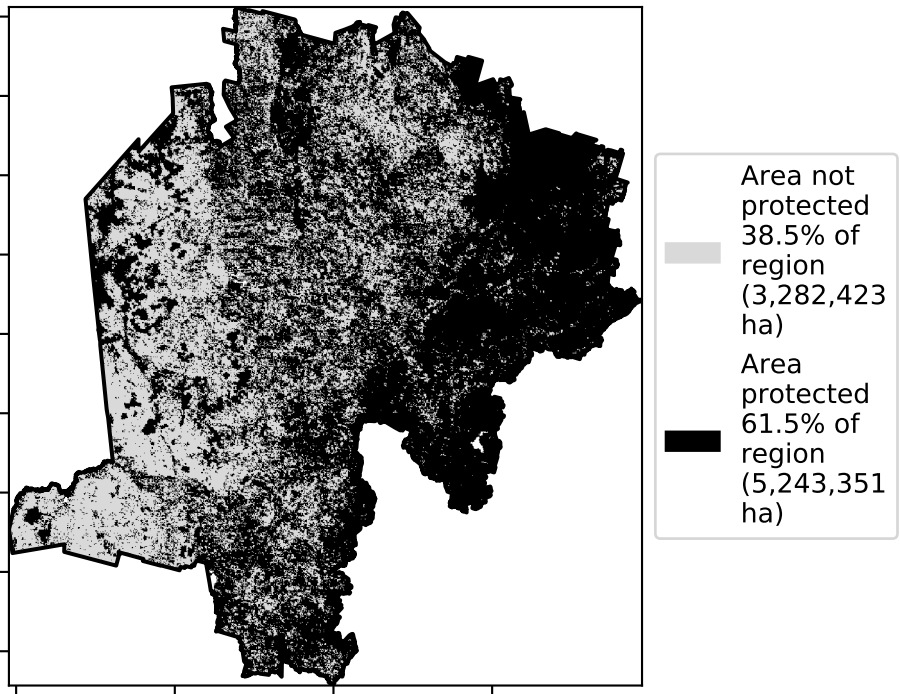 Area not
protected
38.5% of
region
(3,282,423
ha)
Area
protected
61.5% of
region
(5,243,351
ha)